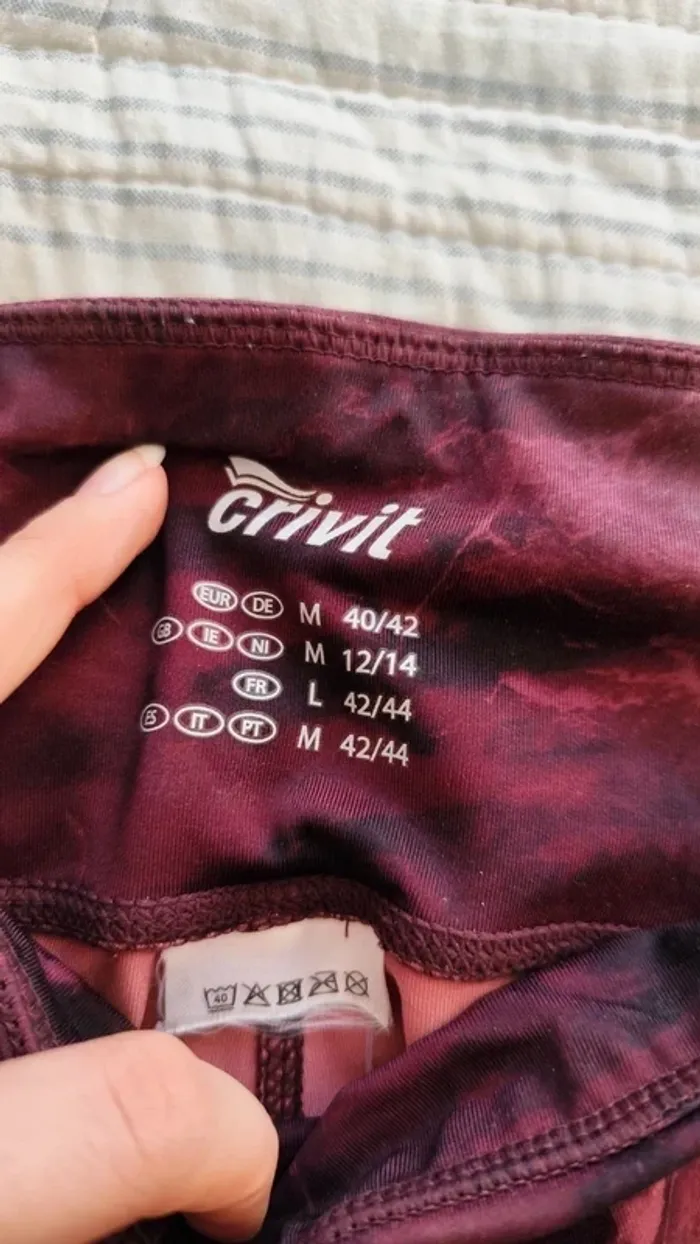 crivit
EUR DE M 40/42
GB IE NI M 12/14
FR L 42/44
ES IT PT M 42/44
40